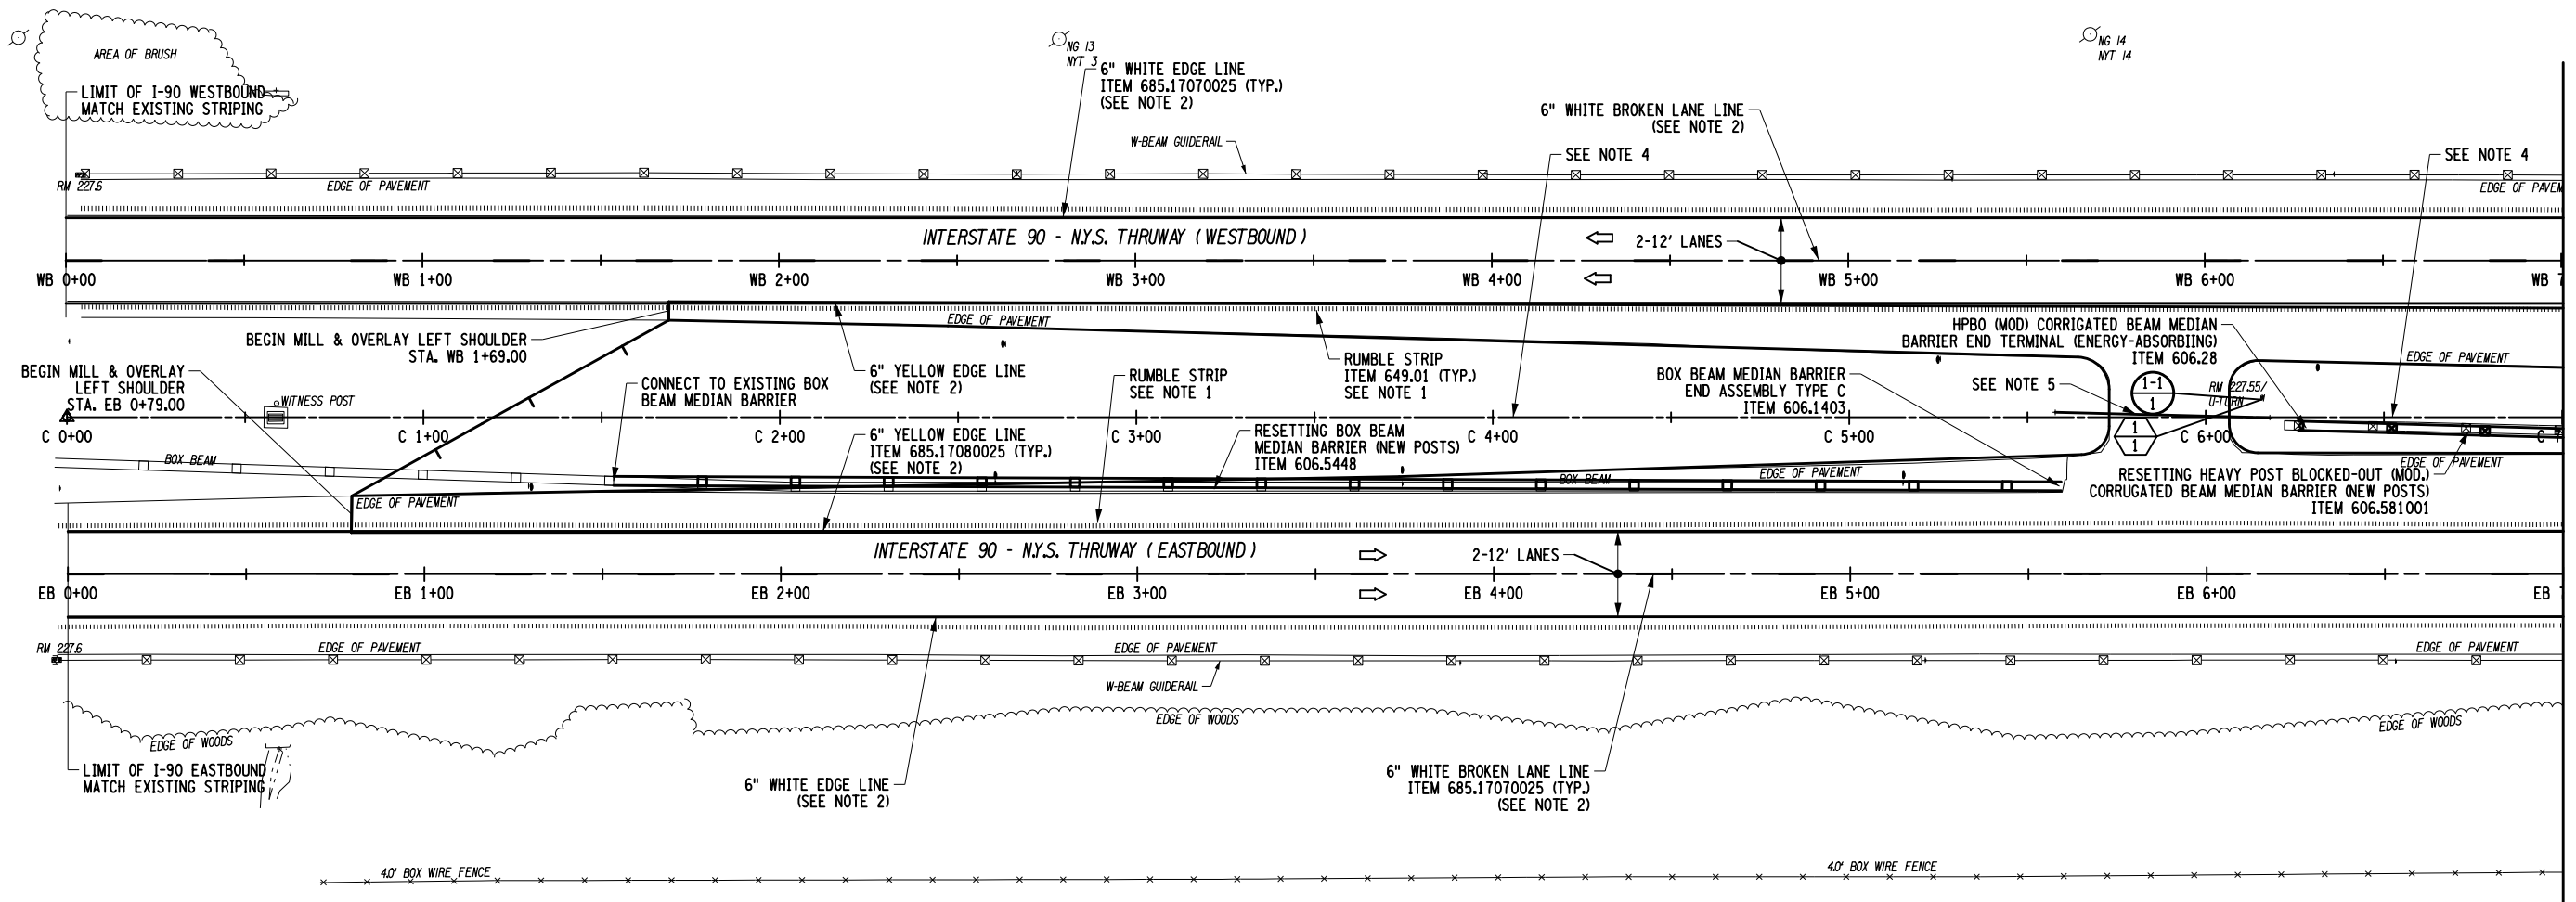 AREA OF BRUSH
LIMIT OF I-90 WESTBOUND
MATCH EXISTING STRIPING
NG 13
NYT 3
6" WHITE EDGE LINE
ITEM 685.17070025 (TYP.)
(SEE NOTE 2)
W-BEAM GUIDERAIL
6" WHITE BROKEN LANE LINE
(SEE NOTE 2)
SEE NOTE 4
NG 14
NYT 14
SEE NOTE 4
RM 227.6
EDGE OF PAVEMENT
EDGE OF PAVEM
INTERSTATE 90 - N.Y.S. THRUWAY (WESTBOUND)
2-12' LANES
WB 0+00
WB 1+00
WB 2+00
WB 3+00
WB 4+00
WB 5+00
WB 6+00
WB 7
EDGE OF PAVEMENT
BEGIN MILL & OVERLAY LEFT SHOULDER
STA. WB 1+69.00
BEGIN MILL & OVERLAY
LEFT SHOULDER
STA. EB 0+79.00
WITNESS POST
6" YELLOW EDGE LINE
(SEE NOTE 2)
CONNECT TO EXISTING BOX
BEAM MEDIAN BARRIER
RUMBLE STRIP
SEE NOTE 1
RUMBLE STRIP
ITEM 649.01 (TYP.)
SEE NOTE 1
HPBO (MOD) CORRIGATED BEAM MEDIAN
BARRIER END TERMINAL (ENERGY-ABSORBIING)
ITEM 606.28
BOX BEAM MEDIAN BARRIER
END ASSEMBLY TYPE C
ITEM 606.1403
SEE NOTE 5
1-1
1
RM 227.55/
U-TURN
EDGE OF PAVEMENT
1
1
C 0+00
C 1+00
C 2+00
C 3+00
C 4+00
C 5+00
C 6+00
C 7
6" YELLOW EDGE LINE
ITEM 685.17080025 (TYP.)
(SEE NOTE 2)
RESETTING BOX BEAM
MEDIAN BARRIER (NEW POSTS)
ITEM 606.5448
BOX BEAM
EDGE OF PAVEMENT
BOX BEAM
EDGE OF PAVEMENT
EDGE OF PAVEMENT
RESETTING HEAVY POST BLOCKED-OUT (MOD.)
CORRUGATED BEAM MEDIAN BARRIER (NEW POSTS)
ITEM 606.581001
INTERSTATE 90 - N.Y.S. THRUWAY (EASTBOUND)
2-12' LANES
EB 0+00
EB 1+00
EB 2+00
EB 3+00
EB 4+00
EB 5+00
EB 6+00
EB 7
RM 227.6
EDGE OF PAVEMENT
EDGE OF PAVEMENT
EDGE OF PAVEMENT
W-BEAM GUIDERAIL
EDGE OF WOODS
EDGE OF WOODS
EDGE OF WOODS
LIMIT OF I-90 EASTBOUND
MATCH EXISTING STRIPING
6" WHITE EDGE LINE
(SEE NOTE 2)
6" WHITE BROKEN LANE LINE
ITEM 685.17070025 (TYP.)
(SEE NOTE 2)
4.0' BOX WIRE FENCE
4.0' BOX WIRE FENCE